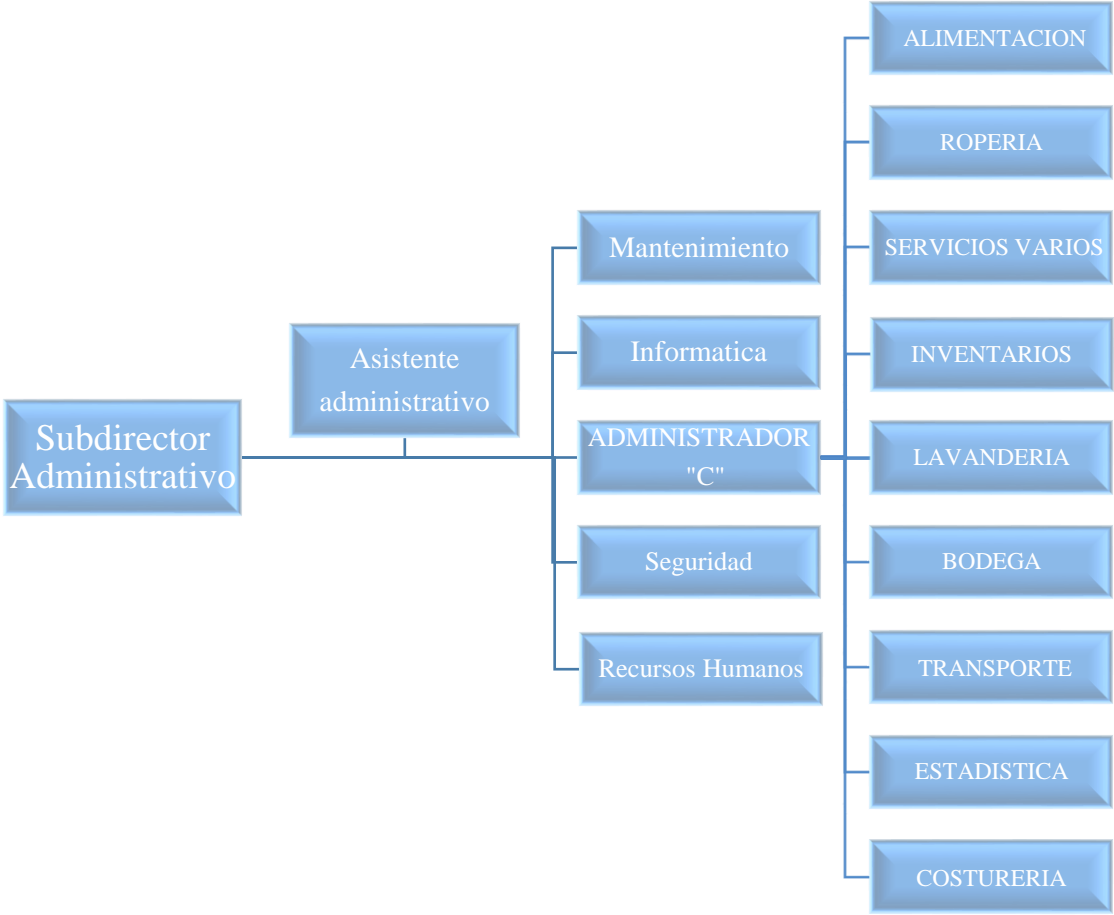 Subdirector
Administrativo
Asistente
administrativo
Mantenimiento
Informatica
ADMINISTRADOR
"C"
Seguridad
Recursos Humanos
ALIMENTACION
ROPERIA
SERVICIOS VARIOS
INVENTARIOS
LAVANDERIA
BODEGA
TRANSPORTE
ESTADISTICA
COSTURERIA